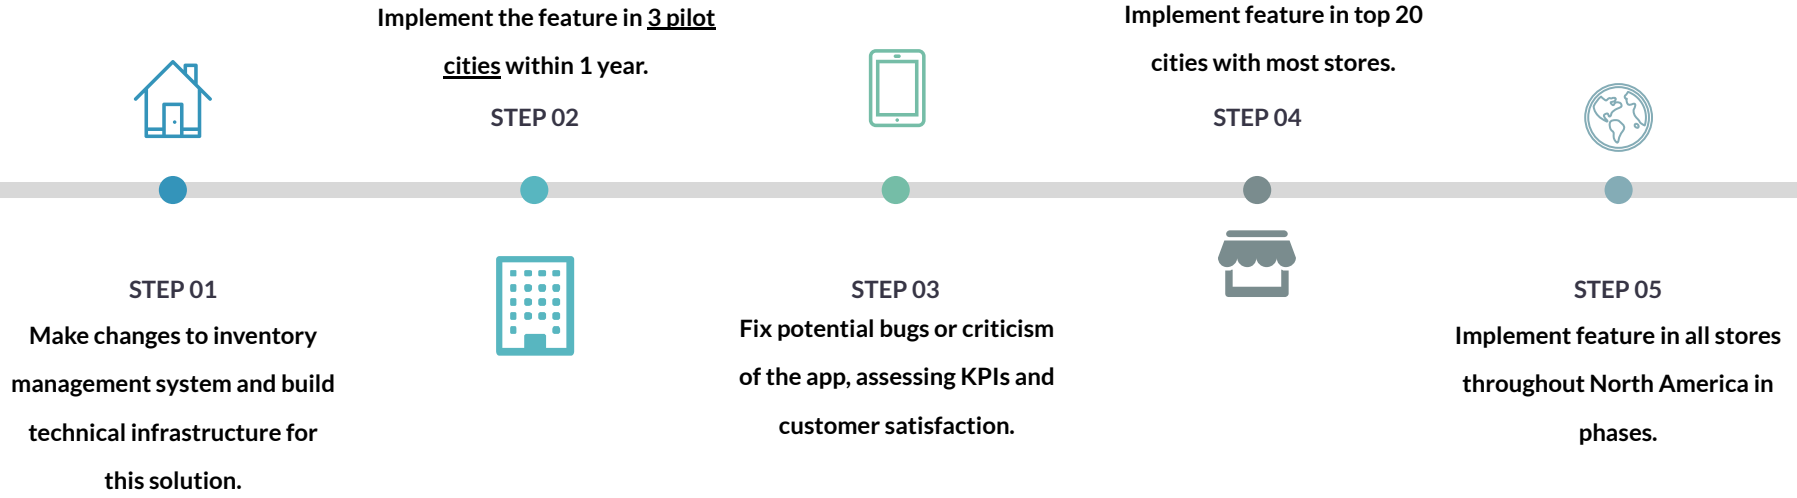 STEP 01
Make changes to inventory
management system and build
technical infrastructure for
this solution.
Implement the feature in 3 pilot
cities within 1 year.
STEP 02
STEP 03
Fix potential bugs or criticism
of the app, assessing KPIs and
customer satisfaction.
Implement feature in top 20
cities with most stores.
STEP 04
STEP 05
Implement feature in all stores
throughout North America in
phases.